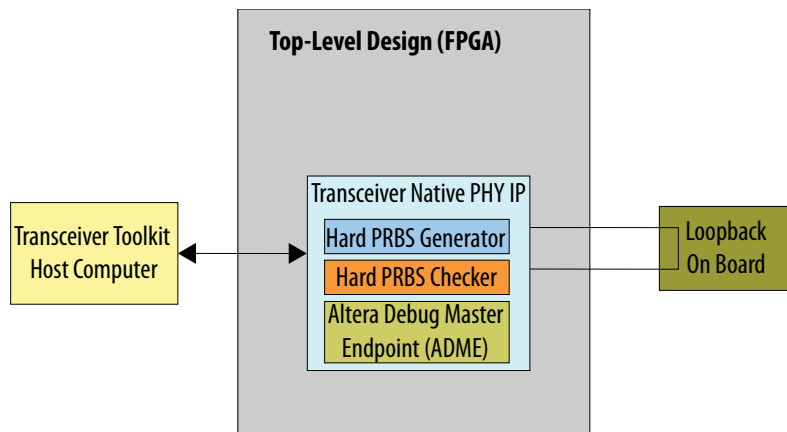 Top-Level Design (FPGA)
Transceiver Native PHY IP
Transceiver Toolkit
Host Computer
Hard PRBS Generator
Hard PRBS Checker
Altera Debug Master
Endpoint (ADME)
Loopback
On Board